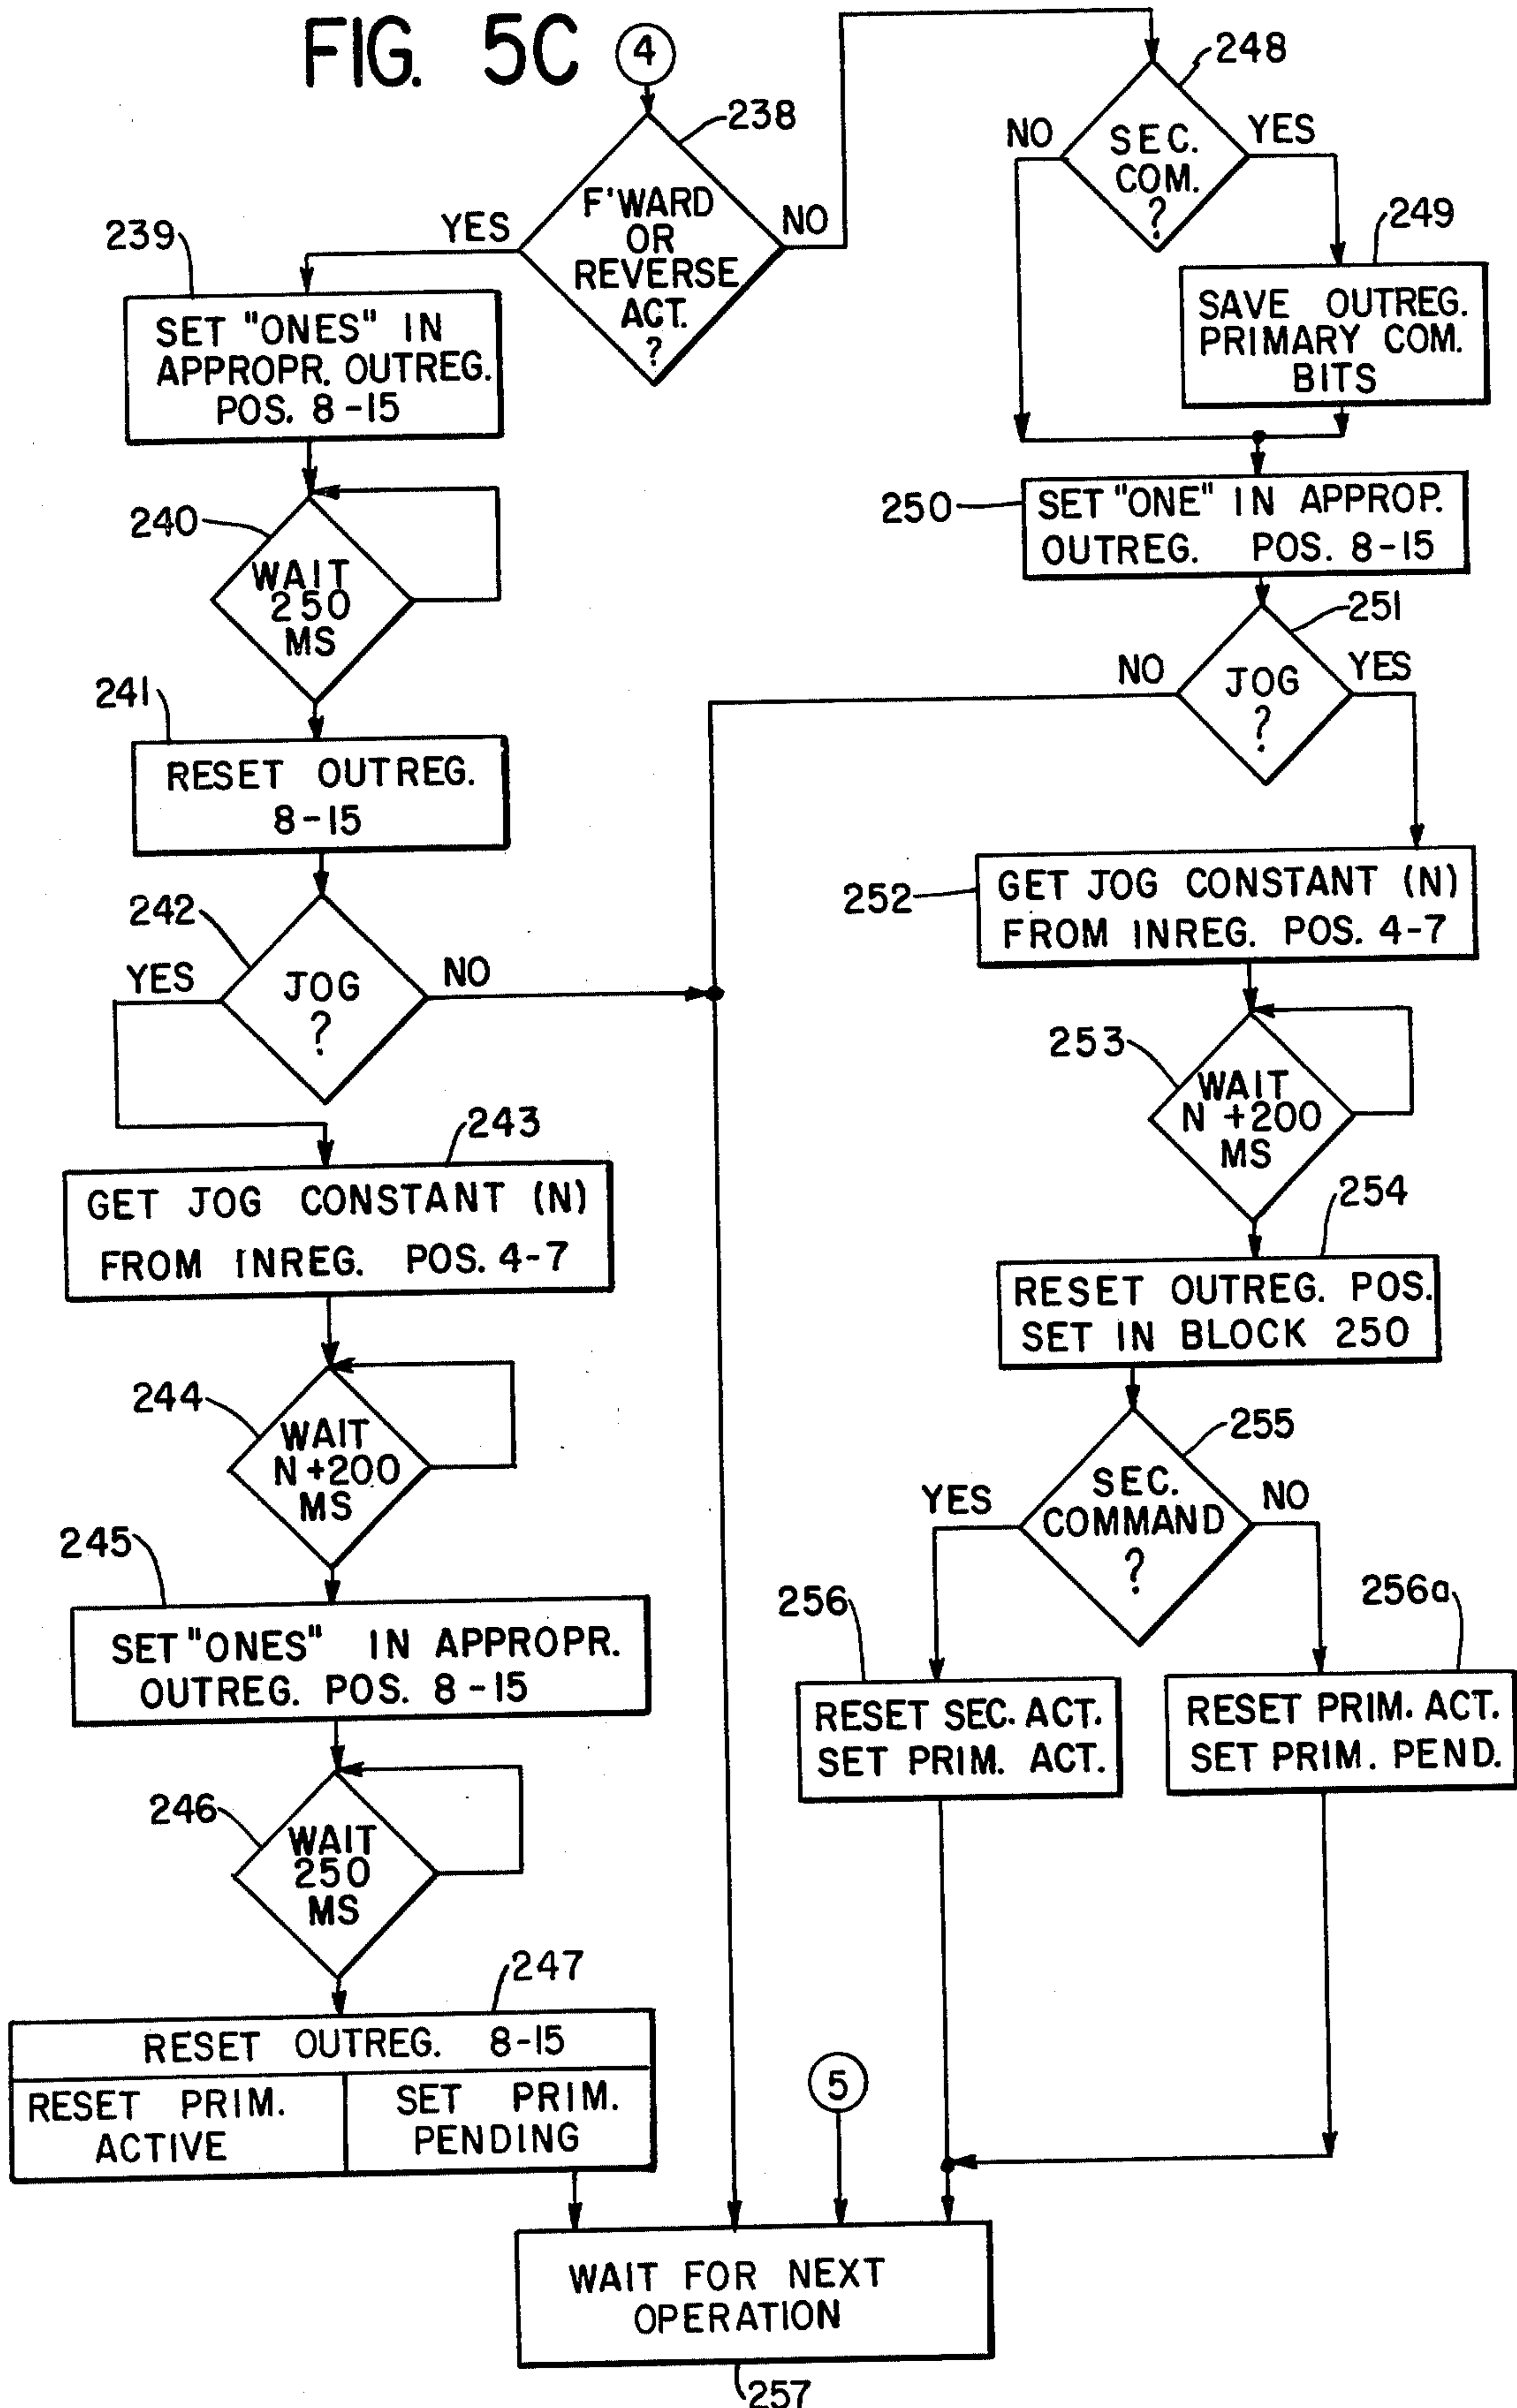 FIG. 5C
4
238
F'WARD
OR
REVERSE
ACT.
?
YES
NO
239
SET "ONES" IN
APPROPR. OUTREG.
POS. 8-15
240
WAIT
250
MS
241
RESET OUTREG.
8-15
242
JOG
?
YES
NO
243
GET JOG CONSTANT (N)
FROM INREG. POS. 4-7
244
WAIT
N+200
MS
245
SET "ONES" IN APPROPR.
OUTREG. POS. 8-15
246
WAIT
250
MS
247
RESET OUTREG. 8-15
RESET PRIM.
ACTIVE
SET PRIM.
PENDING
248
SEC.
COM.
?
NO
YES
249
SAVE OUTREG.
PRIMARY COM.
BITS
250
SET "ONE" IN APPROP.
OUTREG. POS. 8-15
251
JOG
?
NO
YES
252
GET JOG CONSTANT (N)
FROM INREG. POS. 4-7
253
WAIT
N +200
MS
254
RESET OUTREG. POS.
SET IN BLOCK 250
255
SEC.
COMMAND
?
YES
NO
256
RESET SEC. ACT.
SET PRIM. ACT.
256a
RESET PRIM. ACT.
SET PRIM. PEND.
5
WAIT FOR NEXT
OPERATION
257